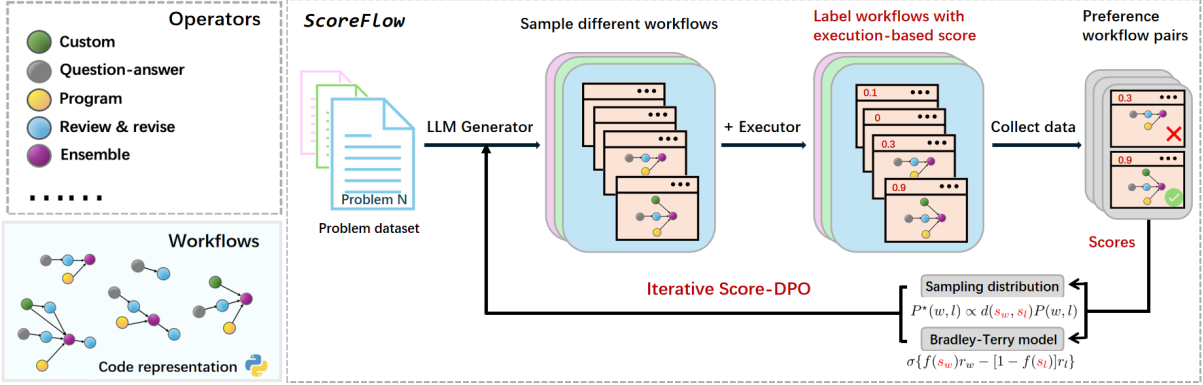 Operators
Custom
Question-answer
Program
Review & revise
Ensemble
......
Workflows
Code representation
ScoreFlow
Problem N
Problem dataset
LLM Generator
Sample different workflows
+ Executor
Label workflows with
execution-based score
0.1
0
0.3
0.9
Collect data
Preference
workflow pairs
0.3
0.9
Scores
Iterative Score-DPO
Sampling distribution
P⋆(w, l) ∝ d(s_w, s_l)P(w, l)
Bradley-Terry model
σ{f(s_w)r_w − [1 − f(s_l)]r_l}